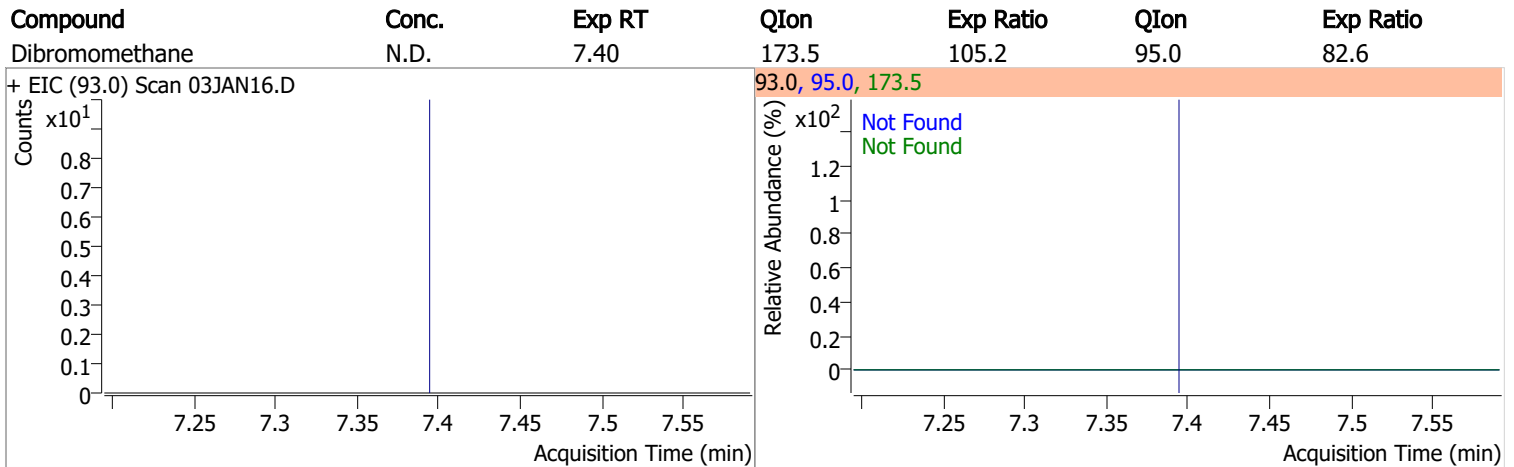 Compound Conc. Exp RT QIon Exp Ratio QIon Exp Ratio
Dibromomethane N.D. 7.40 173.5 105.2 95.0 82.6
+ EIC (93.0) Scan 03JAN16.D
Counts
x10¹
0.8
0.7
0.6
0.5
0.4
0.3
0.2
0.1
0
7.25 7.3 7.35 7.4 7.45 7.5 7.55
Acquisition Time (min)
93.0, 95.0, 173.5
Relative Abundance (%)
x10²
Not Found
Not Found
1.2
1
0.8
0.6
0.4
0.2
0
7.25 7.3 7.35 7.4 7.45 7.5 7.55
Acquisition Time (min)